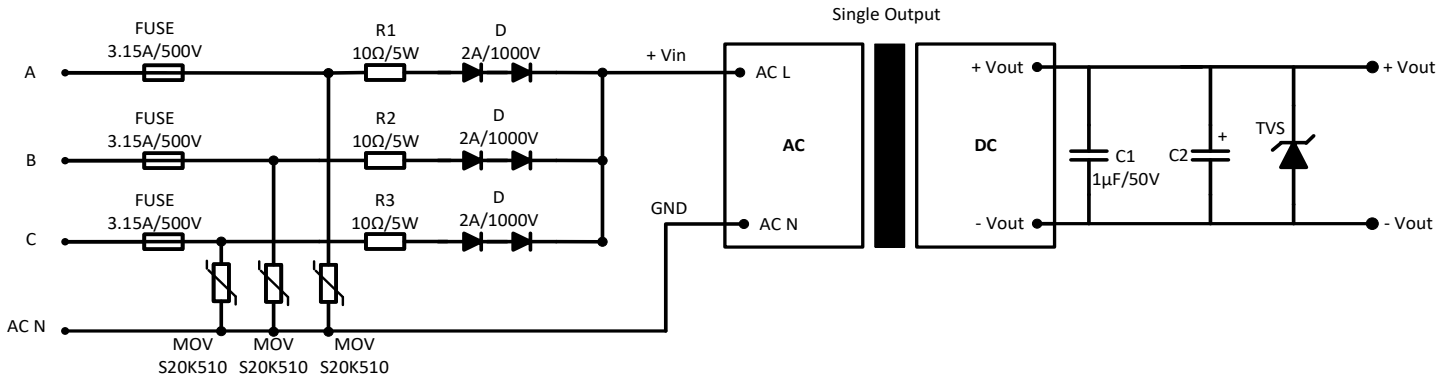 Single Output
FUSE
3.15A/500V
R1
10Ω/5W
D
2A/1000V
+ Vin
A
AC L
+ Vout
+ Vout
FUSE
3.15A/500V
R2
10Ω/5W
D
2A/1000V
B
AC
DC
C1
1µF/50V
C2
+
TVS
FUSE
3.15A/500V
R3
10Ω/5W
D
2A/1000V
GND
C
AC N
- Vout
- Vout
AC N
MOV
S20K510
MOV
S20K510
MOV
S20K510